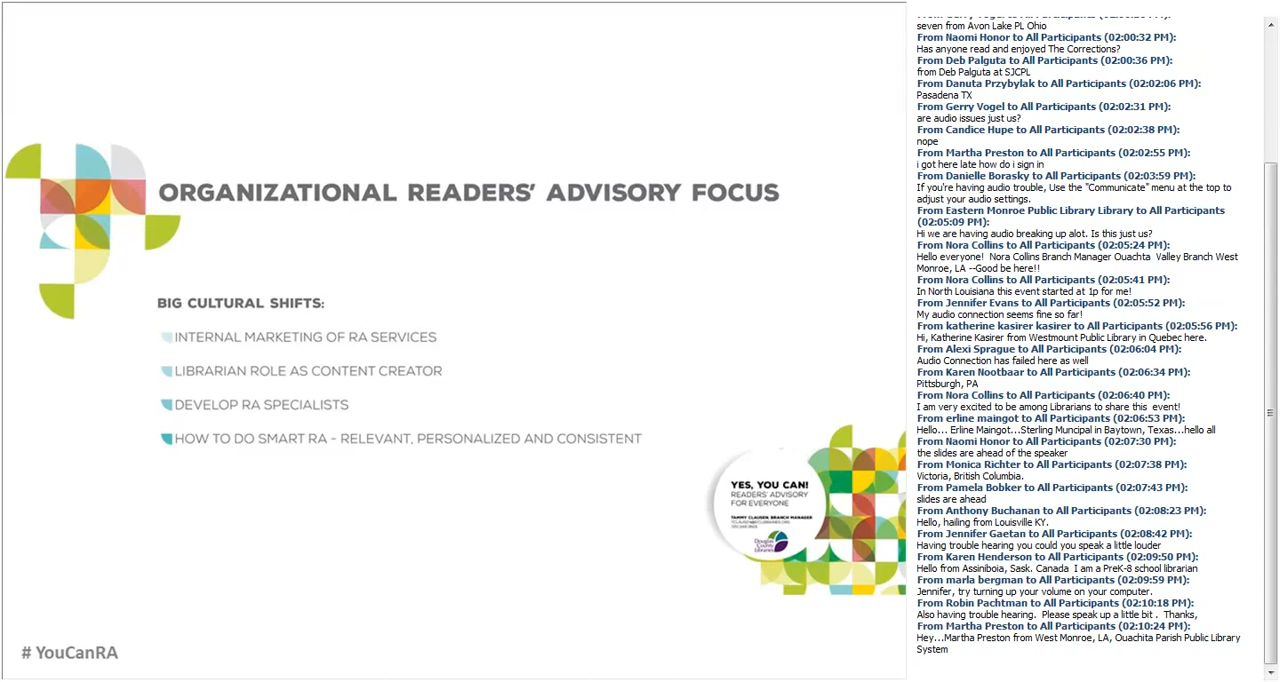 ORGANIZATIONAL READERS' ADVISORY FOCUS
BIG CULTURAL SHIFTS:
INTERNAL MARKETING OF RA SERVICES
LIBRARIAN ROLE AS CONTENT CREATOR
DEVELOP RA SPECIALISTS
HOW TO DO SMART RA - RELEVANT, PERSONALIZED AND CONSISTENT
YES, YOU CAN!
READERS' ADVISORY
FOR EVERYONE
TAMMY CLAUSEN, BRANCH MANAGER
Douglas
County
Libraries
# YouCanRA
seven from Avon Lake PL Ohio
From Naomi Honor to All Participants (02:00:32 PM):
Has anyone read and enjoyed The Corrections?
From Deb Palguta to All Participants (02:00:36 PM):
from Deb Palguta at SJCPL
From Danuta Przybylak to All Participants (02:02:06 PM):
Pasadena TX
From Gerry Vogel to All Participants (02:02:31 PM):
are audio issues just us?
From Candice Hupe to All Participants (02:02:38 PM):
nope
From Martha Preston to All Participants (02:02:55 PM):
i got here late how do i sign in
From Danielle Borasky to All Participants (02:03:59 PM):
If you're having audio trouble, Use the "Communicate" menu at the top to
adjust your audio settings.
From Eastern Monroe Public Library Library to All Participants
(02:05:09 PM):
Hi we are having audio breaking up alot. Is this just us?
From Nora Collins to All Participants (02:05:24 PM):
Hello everyone! Nora Collins Branch Manager Ouachta Valley Branch West
Monroe, LA --Good be here!!
From Nora Collins to All Participants (02:05:41 PM):
In North Louisiana this event started at 1p for me!
From Jennifer Evans to All Participants (02:05:52 PM):
My audio connection seems fine so far!
From katherine kasirer kasirer to All Participants (02:05:56 PM):
Hi, Katherine Kasirer from Westmount Public Library in Quebec here.
From Alexi Sprague to All Participants (02:06:04 PM):
Audio Connection has failed here as well
From Karen Nootbaar to All Participants (02:06:34 PM):
Pittsburgh, PA
From Nora Collins to All Participants (02:06:40 PM):
I am very excited to be among Librarians to share this event!
From erline maingot to All Participants (02:06:53 PM):
Hello... Erline Maingot...Sterling Muncipal in Baytown, Texas...hello all
From Naomi Honor to All Participants (02:07:30 PM):
the slides are ahead of the speaker
From Monica Richter to All Participants (02:07:38 PM):
Victoria, British Columbia.
From Pamela Bobker to All Participants (02:07:43 PM):
slides are ahead
From Anthony Buchanan to All Participants (02:08:23 PM):
Hello, hailing from Louisville KY.
From Jennifer Gaetan to All Participants (02:08:42 PM):
Having trouble hearing you could you speak a little louder
From Karen Henderson to All Participants (02:09:50 PM):
Hello from Assiniboia, Sask. Canada I am a PreK-8 school librarian
From marla bergman to All Participants (02:09:59 PM):
Jennifer, try turning up your volume on your computer.
From Robin Pachtman to All Participants (02:10:18 PM):
Also having trouble hearing. Please speak up a little bit . Thanks,
From Martha Preston to All Participants (02:10:24 PM):
Hey...Martha Preston from West Monroe, LA, Ouachita Parish Public Library
System